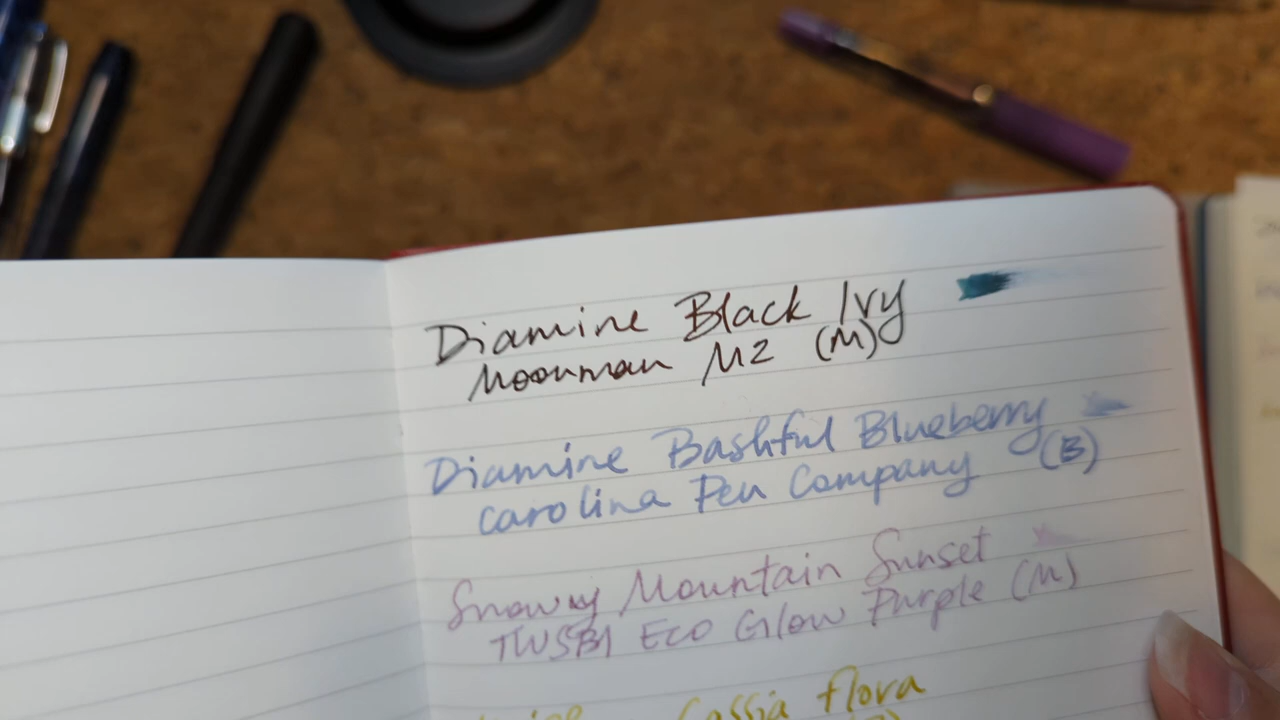 Diamine Black Ivy
Moonman M2 (M)
Diamine Bashful Blueberry
Carolina Pen Company (B)
Snowy Mountain Sunset
TWSBI ECO Glow Purple (M)
Cassia flora